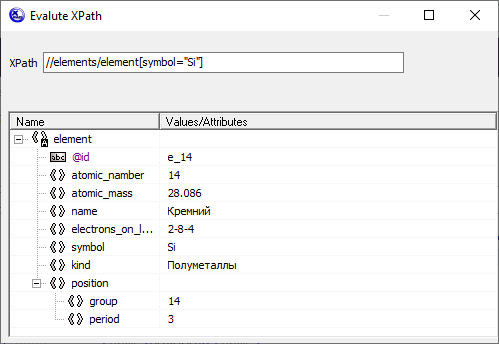 Evalute XPath
XPath //elements/element[symbol="Si"]
Name Values/Attributes
element
abc @id e_14
atomic_namber 14
atomic_mass 28.086
name Кремний
electrons_on_l... 2-8-4
symbol Si
kind Полуметаллы
position
group 14
period 3